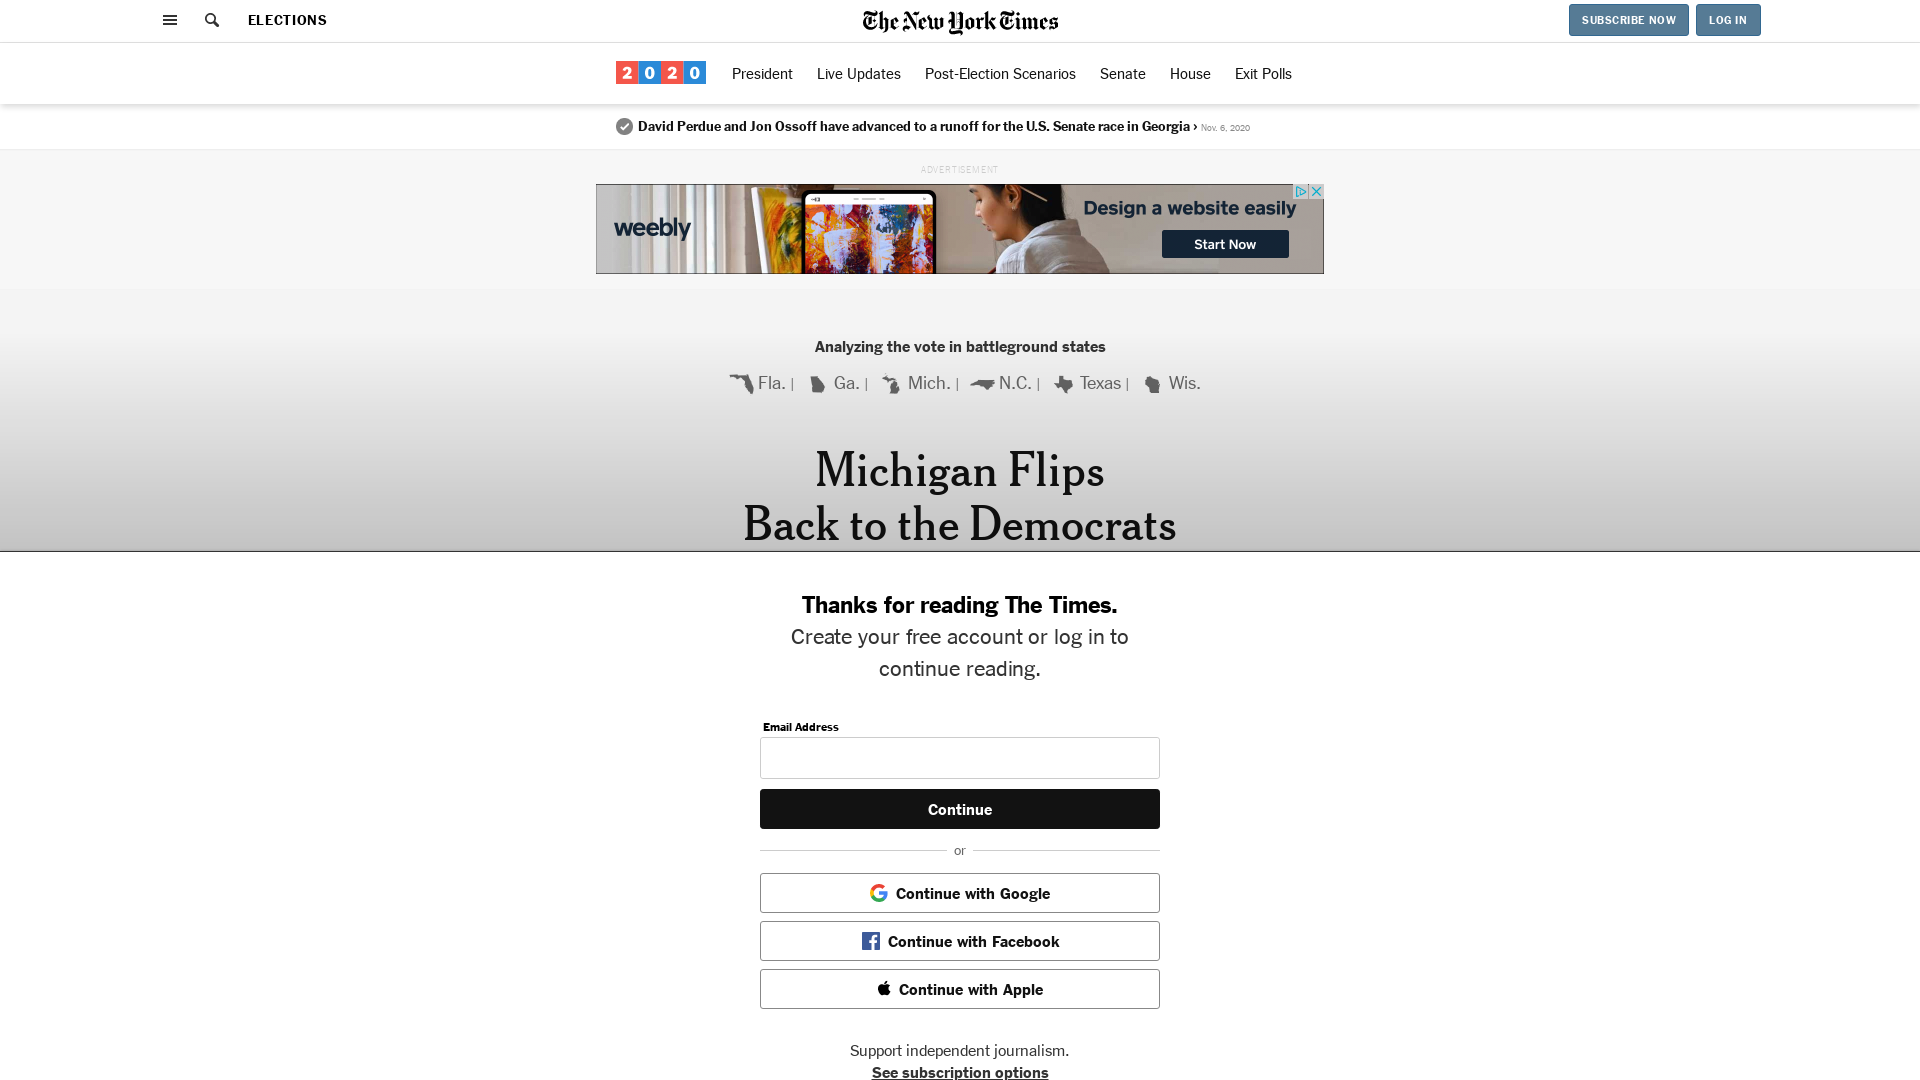 ELECTIONS
The New York Times
SUBSCRIBE NOW
LOG IN
2020
President
Live Updates
Post-Election Scenarios
Senate
House
Exit Polls
David Perdue and Jon Ossoff have advanced to a runoff for the U.S. Senate race in Georgia › Nov. 6, 2020
ADVERTISEMENT
weebly
Design a website easily
Start Now
Analyzing the vote in battleground states
Fla. | Ga. | Mich. | N.C. | Texas | Wis.
Michigan Flips
Back to the Democrats
Thanks for reading The Times.
Create your free account or log in to
continue reading.
Email Address
Continue
or
Continue with Google
Continue with Facebook
Continue with Apple
Support independent journalism.
See subscription options